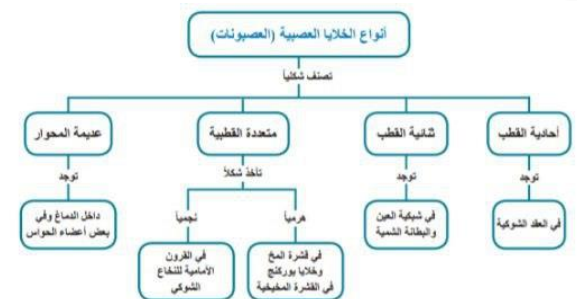 أنواع الخلايا العصبية (العصبونات)
تصنف شكلياً
أحادية القطب
ثنائية القطب
متعددة القطبية
عديمة المحوار
توجد
توجد
تأخذ شكلاً
توجد
في العقد الشوكية
في شبكية العين
والبطانة الشمية
هرمياً
نجمياً
داخل الدماغ وفي
بعض أعضاء الحواس
في قشرة المخ
وخلايا بوركنج
في القشرة المخيخية
في القرون
الأمامية للنخاع
الشوكي